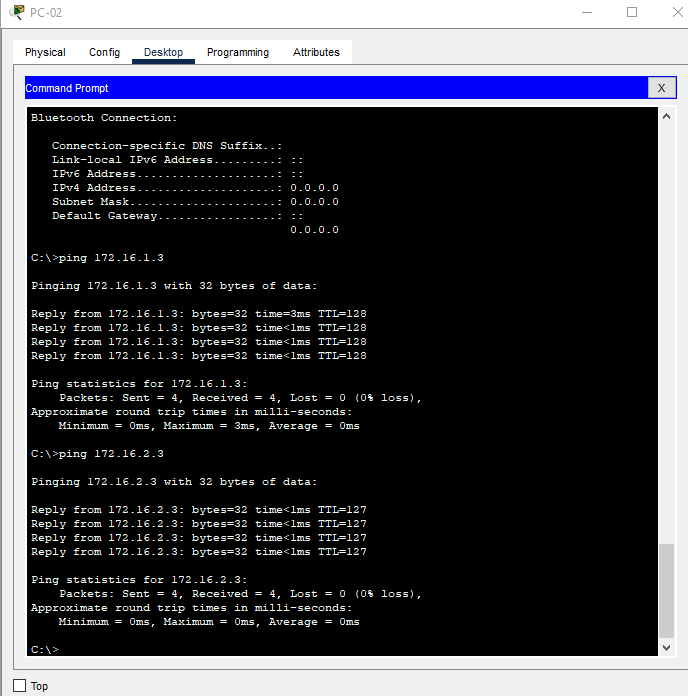 PC-02
Physical Config Desktop Programming Attributes
Command Prompt X
Bluetooth Connection:
Connection-specific DNS Suffix..:
Link-local IPv6 Address.........: ::
IPv6 Address....................: ::
IPv4 Address....................: 0.0.0.0
Subnet Mask.....................: 0.0.0.0
Default Gateway.................: ::
0.0.0.0
C:\>ping 172.16.1.3
Pinging 172.16.1.3 with 32 bytes of data:
Reply from 172.16.1.3: bytes=32 time=3ms TTL=128
Reply from 172.16.1.3: bytes=32 time<1ms TTL=128
Reply from 172.16.1.3: bytes=32 time<1ms TTL=128
Reply from 172.16.1.3: bytes=32 time<1ms TTL=128
Ping statistics for 172.16.1.3:
Packets: Sent = 4, Received = 4, Lost = 0 (0% loss),
Approximate round trip times in milli-seconds:
Minimum = 0ms, Maximum = 3ms, Average = 0ms
C:\>ping 172.16.2.3
Pinging 172.16.2.3 with 32 bytes of data:
Reply from 172.16.2.3: bytes=32 time<1ms TTL=127
Reply from 172.16.2.3: bytes=32 time<1ms TTL=127
Reply from 172.16.2.3: bytes=32 time<1ms TTL=127
Reply from 172.16.2.3: bytes=32 time<1ms TTL=127
Ping statistics for 172.16.2.3:
Packets: Sent = 4, Received = 4, Lost = 0 (0% loss),
Approximate round trip times in milli-seconds:
Minimum = 0ms, Maximum = 0ms, Average = 0ms
C:\>
Top